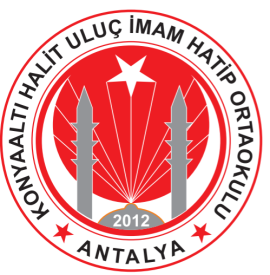 KONYAALTI HALİT ULUÇ İMAM HATİP ORTAOKULU
2012
ANTALYA